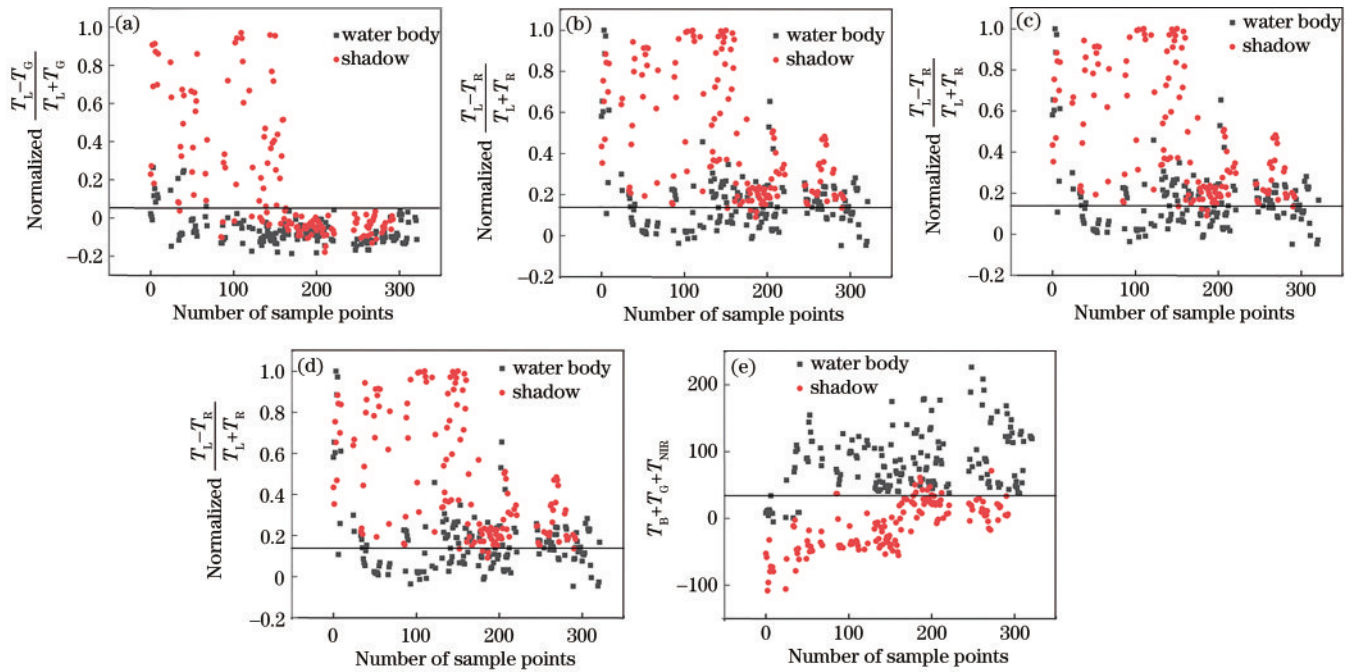 (a)
water body
shadow
1.0
0.8
0.6
0.4
0.2
0
−0.2
Normalized T_L−T_G
T_L+T_G
0 100 200 300
Number of sample points
(b)
water body
shadow
1.0
0.8
0.6
0.4
0.2
0
−0.2
Normalized T_L−T_R
T_L+T_R
0 100 200 300
Number of sample points
(c)
water body
shadow
1.0
0.8
0.6
0.4
0.2
0
−0.2
Normalized T_L−T_R
T_L+T_R
0 100 200 300
Number of sample points
(d)
water body
shadow
1.0
0.8
0.6
0.4
0.2
0
−0.2
Normalized T_L−T_R
T_L+T_R
0 100 200 300
Number of sample points
(e)
water body
shadow
200
100
0
−100
T_B+T_G+T_NIR
0 100 200 300
Number of sample points